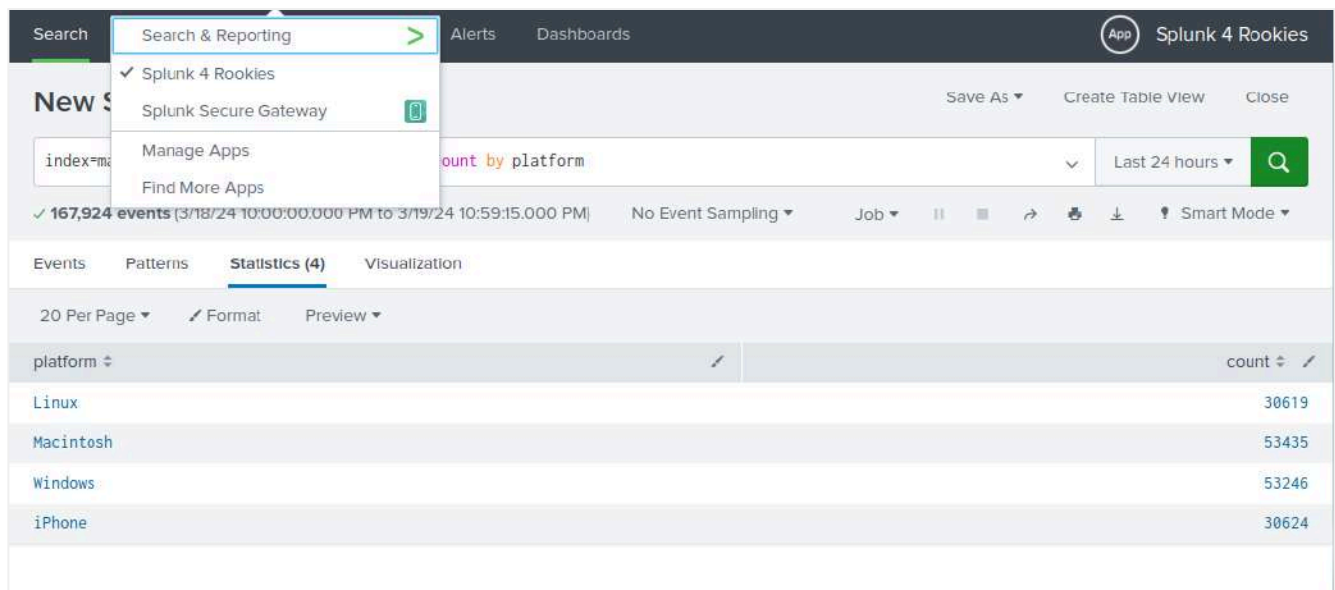 Search Search & Reporting Alerts Dashboards App Splunk 4 Rookies
Splunk 4 Rookies
New S Save As Create Table View Close
Splunk Secure Gateway
Manage Apps
index=ma ount by platform Last 24 hours
Find More Apps
167,924 events (3/18/24 10:00:00.000 PM to 3/19/24 10:59:15.000 PM) No Event Sampling Job Smart Mode
Events Patterns Statistics (4) Visualization
20 Per Page Format Preview
platform count
Linux 30619
Macintosh 53435
Windows 53246
iPhone 30624